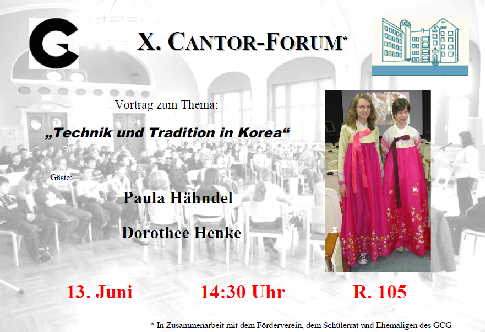 X. CANTOR-FORUM*
Vortrag zum Thema:
„Technik und Tradition in Korea“
Gäste:
Paula Hähndel
Dorothee Henke
13. Juni 14:30 Uhr R. 105
* In Zusammenarbeit mit dem Förderverein, dem Schülerrat und Ehemaligen des GCG